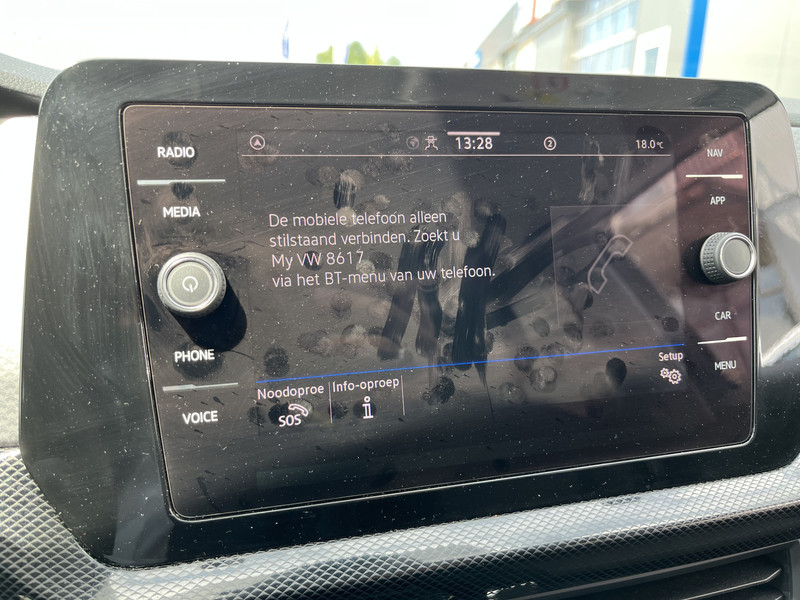 RADIO
MEDIA
PHONE
VOICE
13:28
2
18.0°C
De mobiele telefoon alleen
stilstaand verbinden. Zoekt u
My VW 8617
via het BT-menu van uw telefoon.
Noodoproe
SOS
Info-oproep
i
Setup
NAV
APP
CAR
MENU